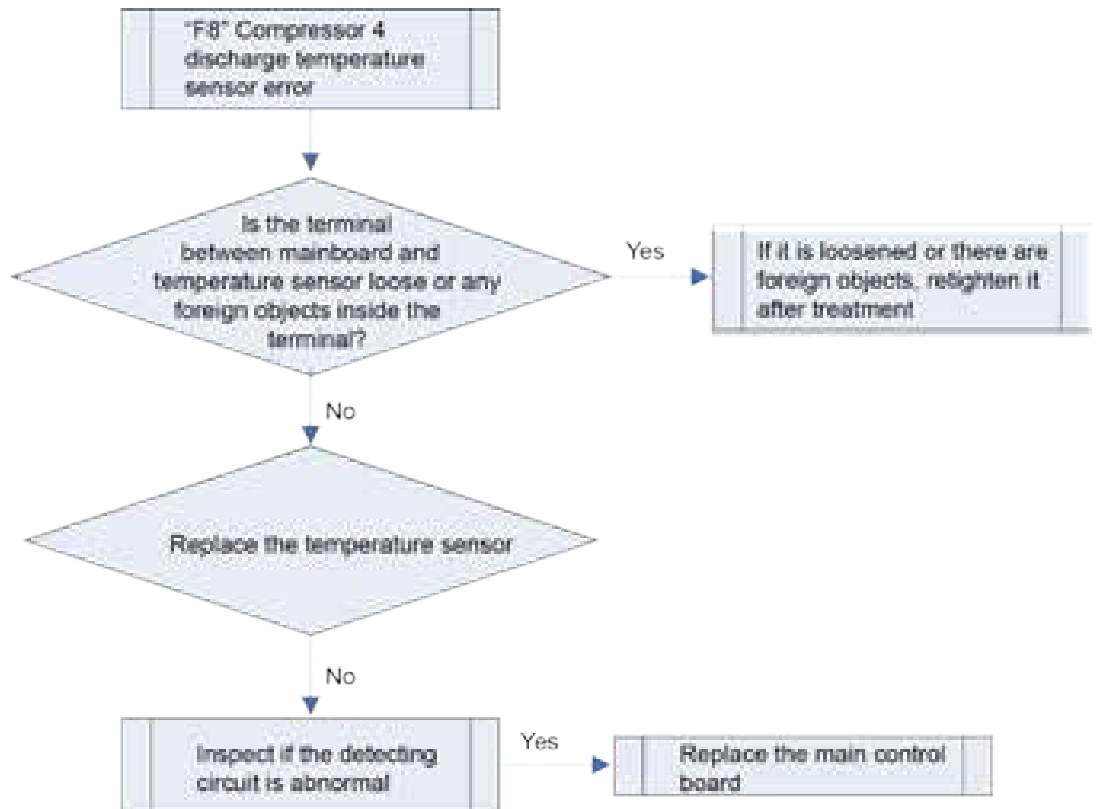 "F8" Compressor 4
discharge temperature
sensor error
Is the terminal
between mainboard and
temperature sensor loose or any
foreign objects inside the
terminal?
Yes
If it is loosened or there are
foreign objects, retighten it
after treatment
No
Replace the temperature sensor
No
Inspect if the detecting
circuit is abnormal
Yes
Replace the main control
board